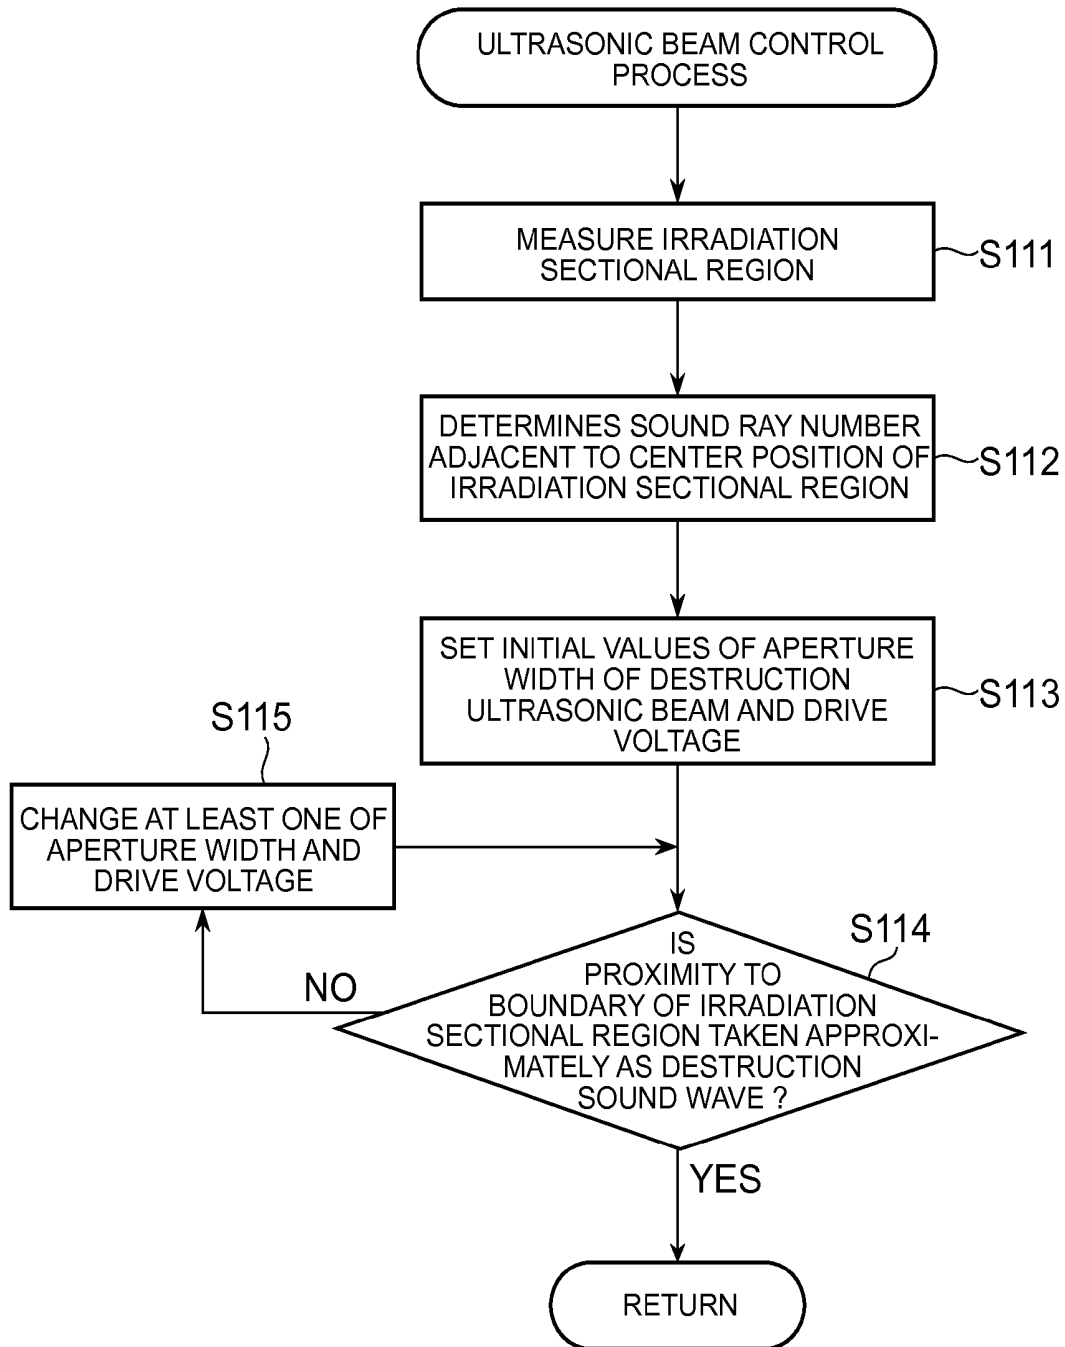 ULTRASONIC BEAM CONTROL
PROCESS
MEASURE IRRADIATION
SECTIONAL REGION
S111
DETERMINES SOUND RAY NUMBER
ADJACENT TO CENTER POSITION OF
IRRADIATION SECTIONAL REGION
S112
SET INITIAL VALUES OF APERTURE
WIDTH OF DESTRUCTION
ULTRASONIC BEAM AND DRIVE
VOLTAGE
S113
S115
CHANGE AT LEAST ONE OF
APERTURE WIDTH AND
DRIVE VOLTAGE
S114
IS
PROXIMITY TO
BOUNDARY OF IRRADIATION
SECTIONAL REGION TAKEN APPROXI-
MATELY AS DESTRUCTION
SOUND WAVE ?
NO
YES
RETURN